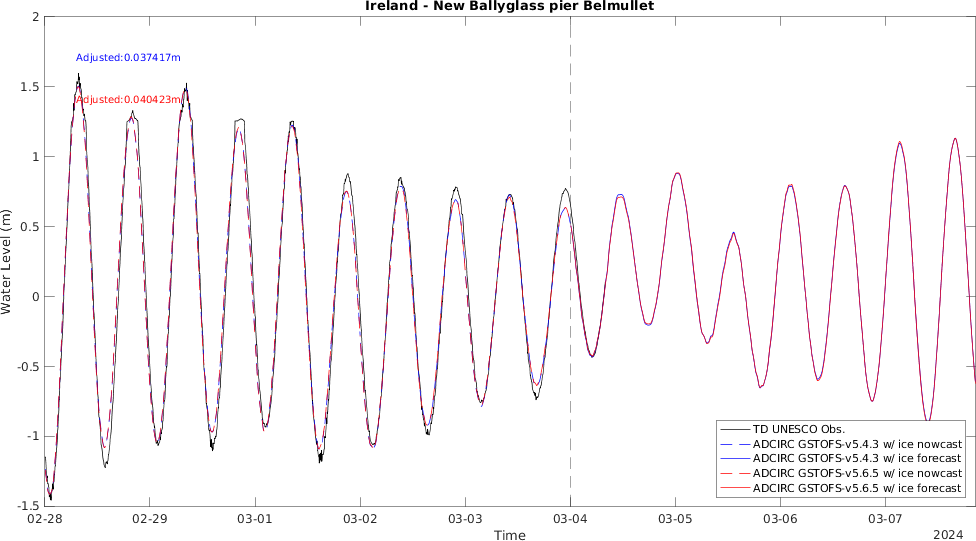 Ireland - New Ballyglass pier Belmullet
Adjusted:0.037417m
Adjusted:0.040423m
Water Level (m)
2
1.5
1
0.5
0
-0.5
-1
-1.5
TD UNESCO Obs.
ADCIRC GSTOFS-v5.4.3 w/ ice nowcast
ADCIRC GSTOFS-v5.4.3 w/ ice forecast
ADCIRC GSTOFS-v5.6.5 w/ ice nowcast
ADCIRC GSTOFS-v5.6.5 w/ ice forecast
02-28 02-29 03-01 03-02 03-03 03-04 03-05 03-06 03-07
Time
2024